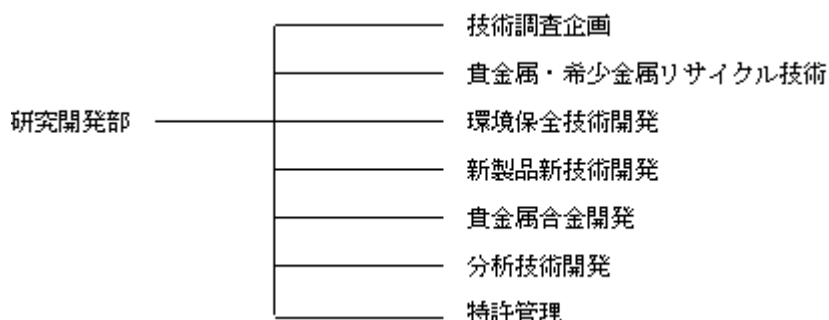 技術調査企画
貴金属・希少金属リサイクル技術
研究開発部
環境保全技術開発
新製品新技術開発
貴金属合金開発
分析技術開発
特許管理